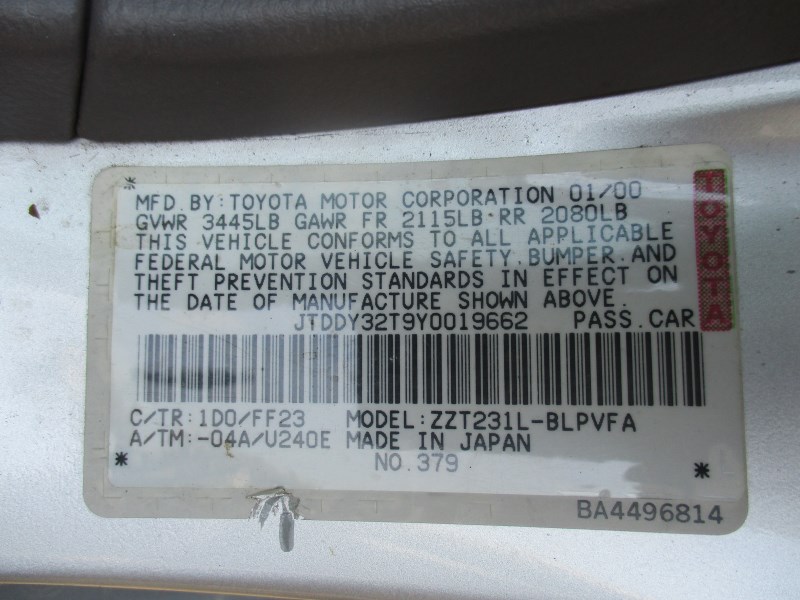 MFD. BY: TOYOTA MOTOR CORPORATION 01/00
GVWR 3445LB GAWR FR 2115LB RR 2080LB
THIS VEHICLE CONFORMS TO ALL APPLICABLE
FEDERAL MOTOR VEHICLE SAFETY. BUMPER. AND
THEFT PREVENTION STANDARDS IN EFFECT ON
THE DATE OF MANUFACTURE SHOWN ABOVE.
JTDDY32T9Y0019662 PASS. CAR
TOYOTA
C/TR: 1D0/FF23 MODEL: ZZT231L-BLPVFA
A/TM: -04A/U240E MADE IN JAPAN
* NO. 379 *
BA4496814